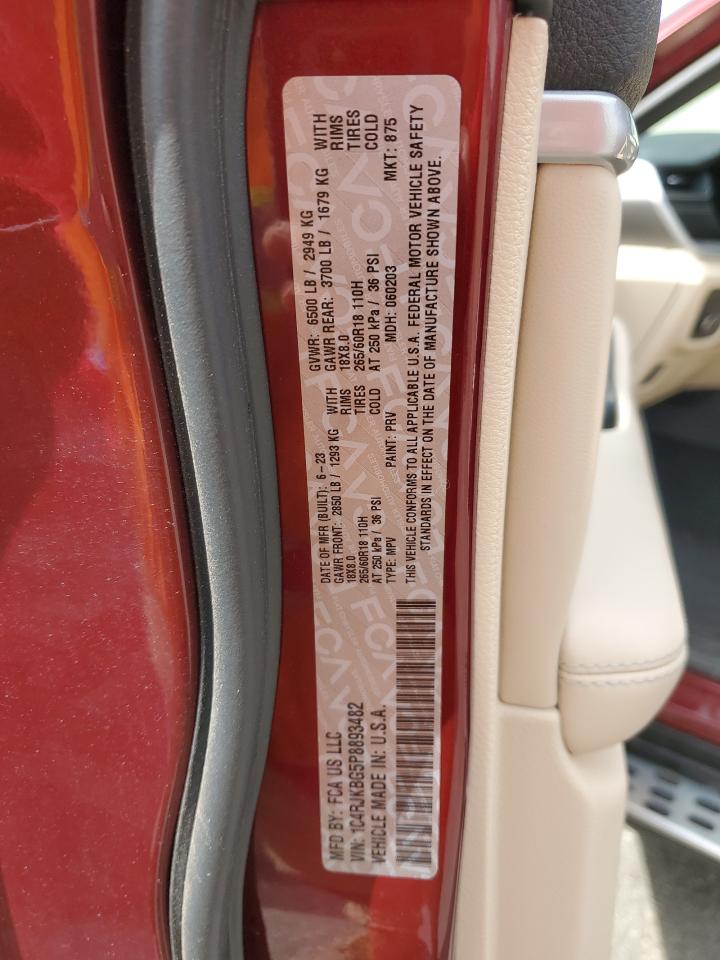 MFD BY: FCA US LLC
VIN: 1C4RJKBG5P8893482
VEHICLE MADE IN: U.S.A.
DATE OF MFR (BUILT): 6-23 GVWR: 6500 LB / 2949 KG
GAWR FRONT: 2850 LB / 1293 KG WITH GAWR REAR: 3700 LB / 1679 KG WITH
18X8.0 RIMS 18X8.0 RIMS
265/60R18 110H TIRES 265/60R18 110H TIRES
AT 250 kPa / 36 PSI COLD AT 250 kPa / 36 PSI COLD
TYPE: MPV PAINT: PRV MDH: 060203 MKT: 875
THIS VEHICLE CONFORMS TO ALL APPLICABLE U.S.A. FEDERAL MOTOR VEHICLE SAFETY
STANDARDS IN EFFECT ON THE DATE OF MANUFACTURE SHOWN ABOVE.